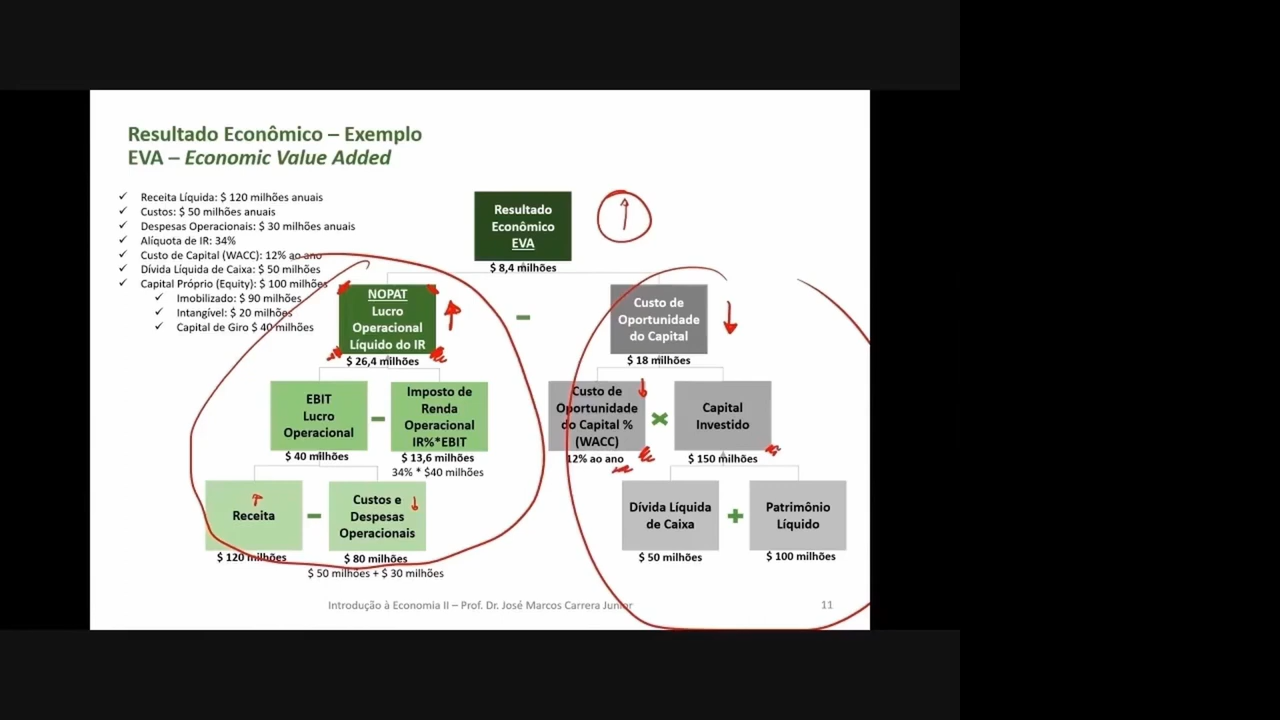 Resultado Econômico – Exemplo
EVA – Economic Value Added
✓ Receita Líquida: $ 120 milhões anuais
✓ Custos: $ 50 milhões anuais
✓ Despesas Operacionais: $ 30 milhões anuais
✓ Alíquota de IR: 34%
✓ Custo de Capital (WACC): 12% ao ano
✓ Dívida Líquida de Caixa: $ 50 milhões
✓ Capital Próprio (Equity): $ 100 milhões
✓ Imobilizado: $ 90 milhões
✓ Intangível: $ 20 milhões
✓ Capital de Giro $ 40 milhões
Resultado
Econômico
EVA
$ 8,4 milhões
NOPAT
Lucro
Operacional
Líquido do IR
$ 26,4 milhões
–
Custo de
Oportunidade
do Capital
$ 18 milhões
EBIT
Lucro
Operacional
$ 40 milhões
–
Imposto de
Renda
Operacional
IR%*EBIT
$ 13,6 milhões
34% * $40 milhões
Custo de
Oportunidade
do Capital %
(WACC)
12% ao ano
×
Capital
Investido
$ 150 milhões
Receita
$ 120 milhões
–
Custos e
Despesas
Operacionais
$ 80 milhões
$ 50 milhões + $ 30 milhões
Dívida Líquida
de Caixa
$ 50 milhões
+
Patrimônio
Líquido
$ 100 milhões
Introdução à Economia II – Prof. Dr. José Marcos Carrera Junior
11